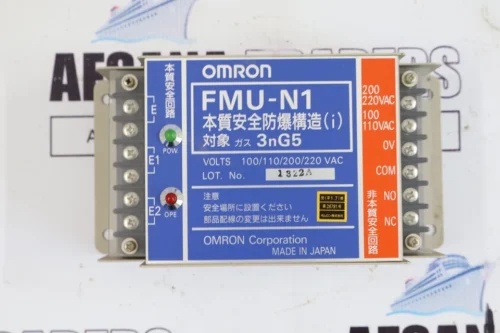 AFGANA TRADERS
本質安全回路
E
E1
E2
POW.
OPE
OMRON
FMU-N1
本質安全防爆構造(i)
対象 ガス 3nG5
VOLTS 100/110/200/220 VAC
LOT. No. 1322A
注意
安全場所に設置ください
部品配線の変更は出来ません
OMRON Corporation
MADE IN JAPAN
200
220VAC
100
110VAC
0V
COM
NO
NC
非本質安全回路